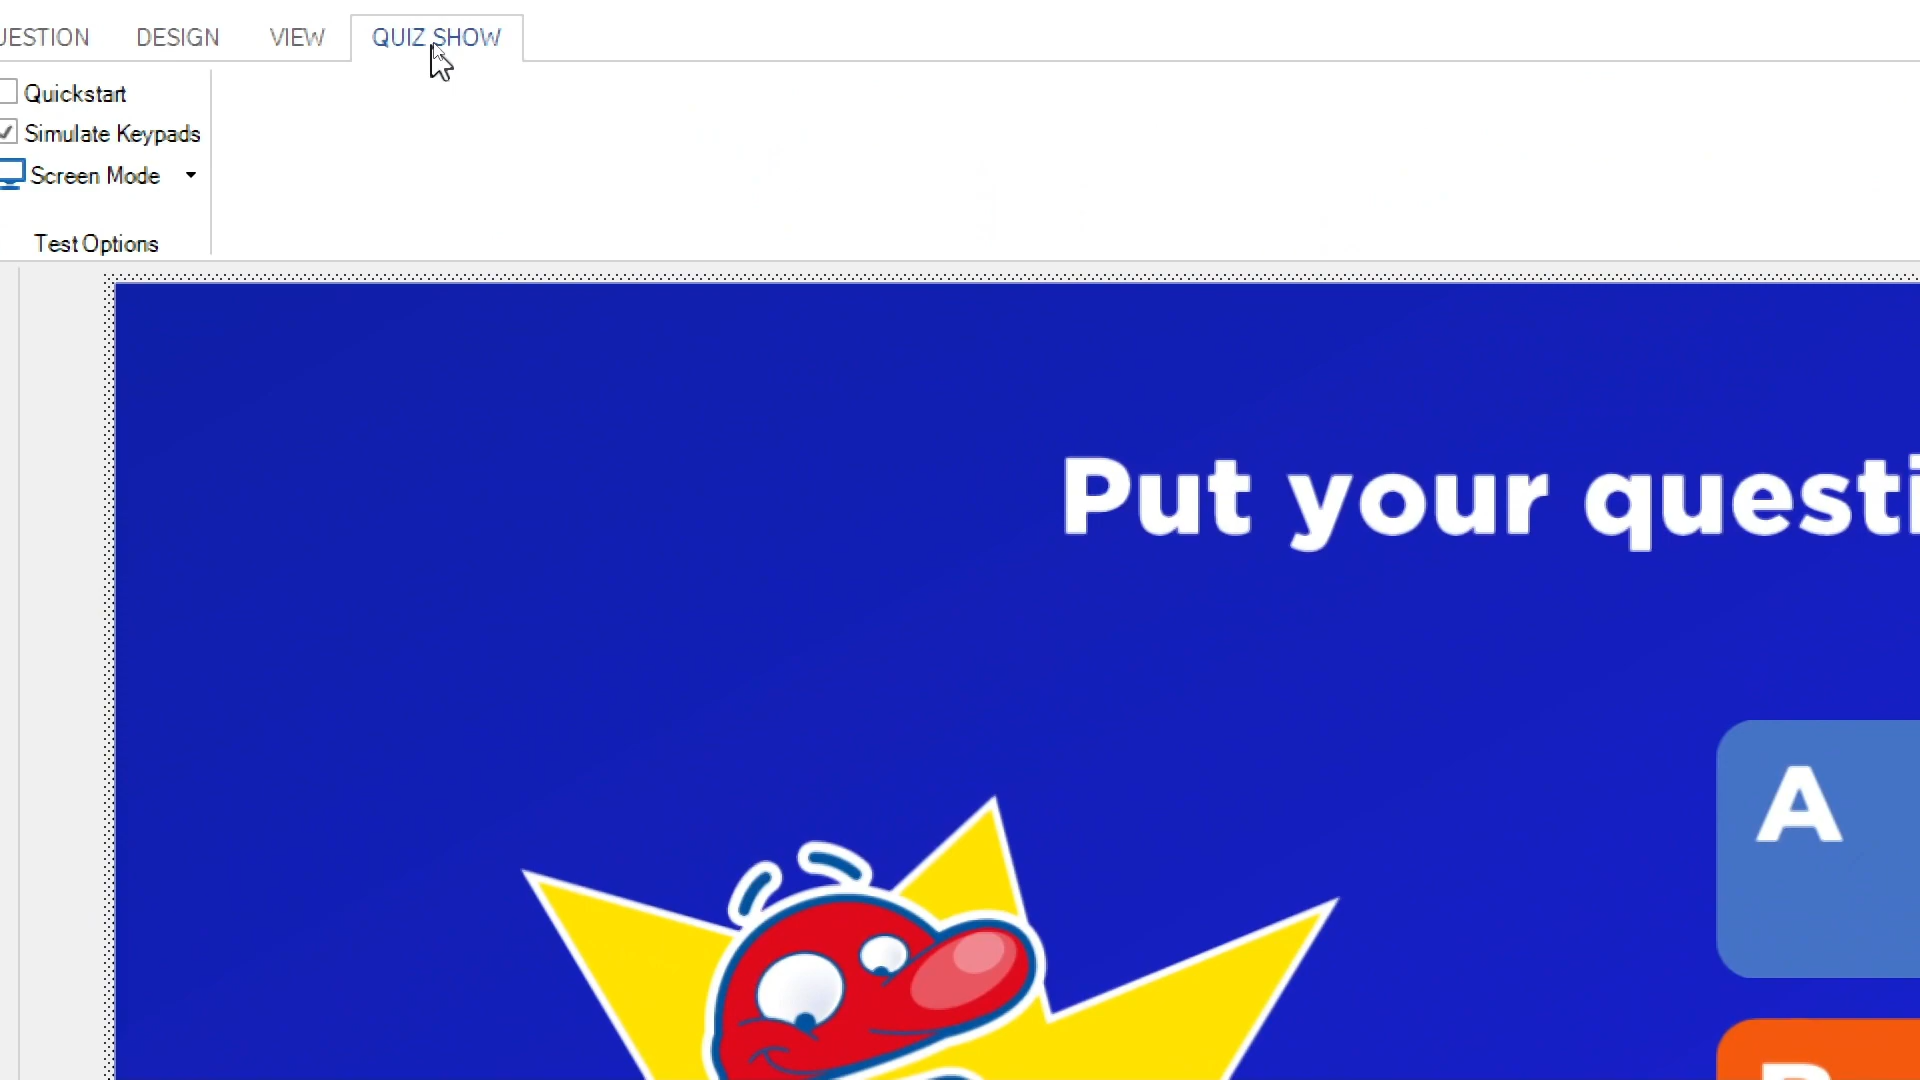 UESTION DESIGN VIEW QUIZ SHOW
Quickstart
Simulate Keypads
Screen Mode
Test Options
Put your questi
A